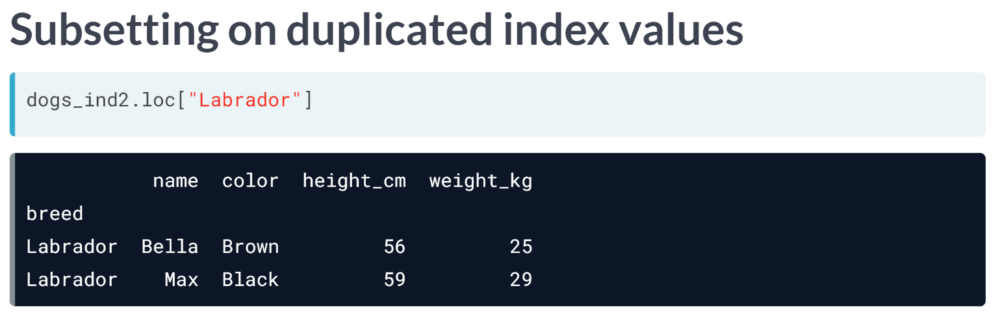 Subsetting on duplicated index values
dogs_ind2.loc["Labrador"]
           name  color  height_cm  weight_kg
breed
Labrador  Bella  Brown         56         25
Labrador    Max  Black         59         29